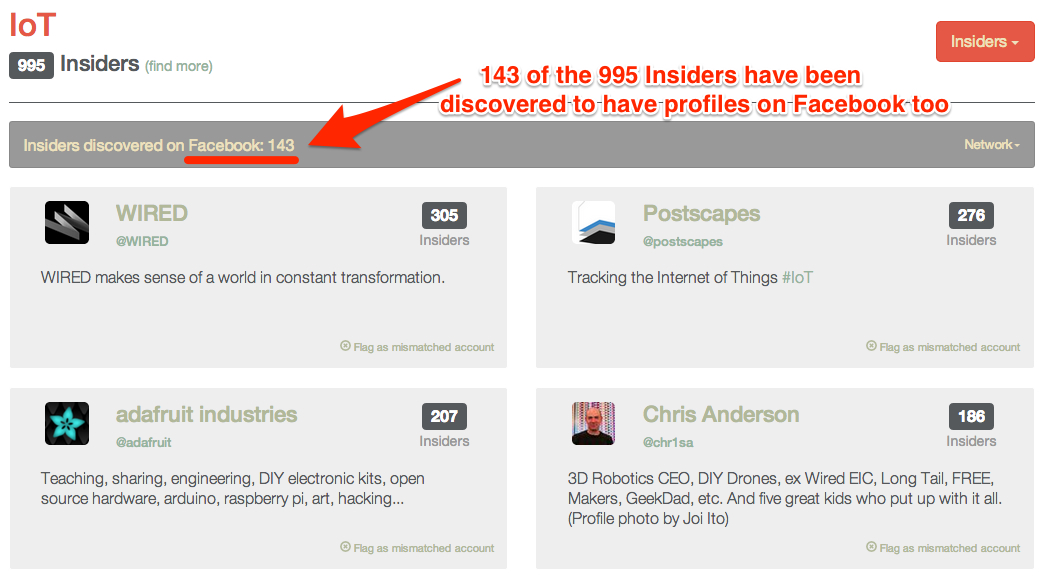 IoT
995 Insiders (find more)
Insiders
143 of the 995 Insiders have been
discovered to have profiles on Facebook too
Insiders discovered on Facebook: 143
Network
WIRED
@WIRED
305
Insiders
WIRED makes sense of a world in constant transformation.
Flag as mismatched account
Postscapes
@postscapes
276
Insiders
Tracking the Internet of Things #IoT
Flag as mismatched account
adafruit industries
@adafruit
207
Insiders
Teaching, sharing, engineering, DIY electronic kits, open
source hardware, arduino, raspberry pi, art, hacking...
Flag as mismatched account
Chris Anderson
@chr1sa
186
Insiders
3D Robotics CEO, DIY Drones, ex Wired EIC, Long Tail, FREE,
Makers, GeekDad, etc. And five great kids who put up with it all.
(Profile photo by Joi Ito)
Flag as mismatched account